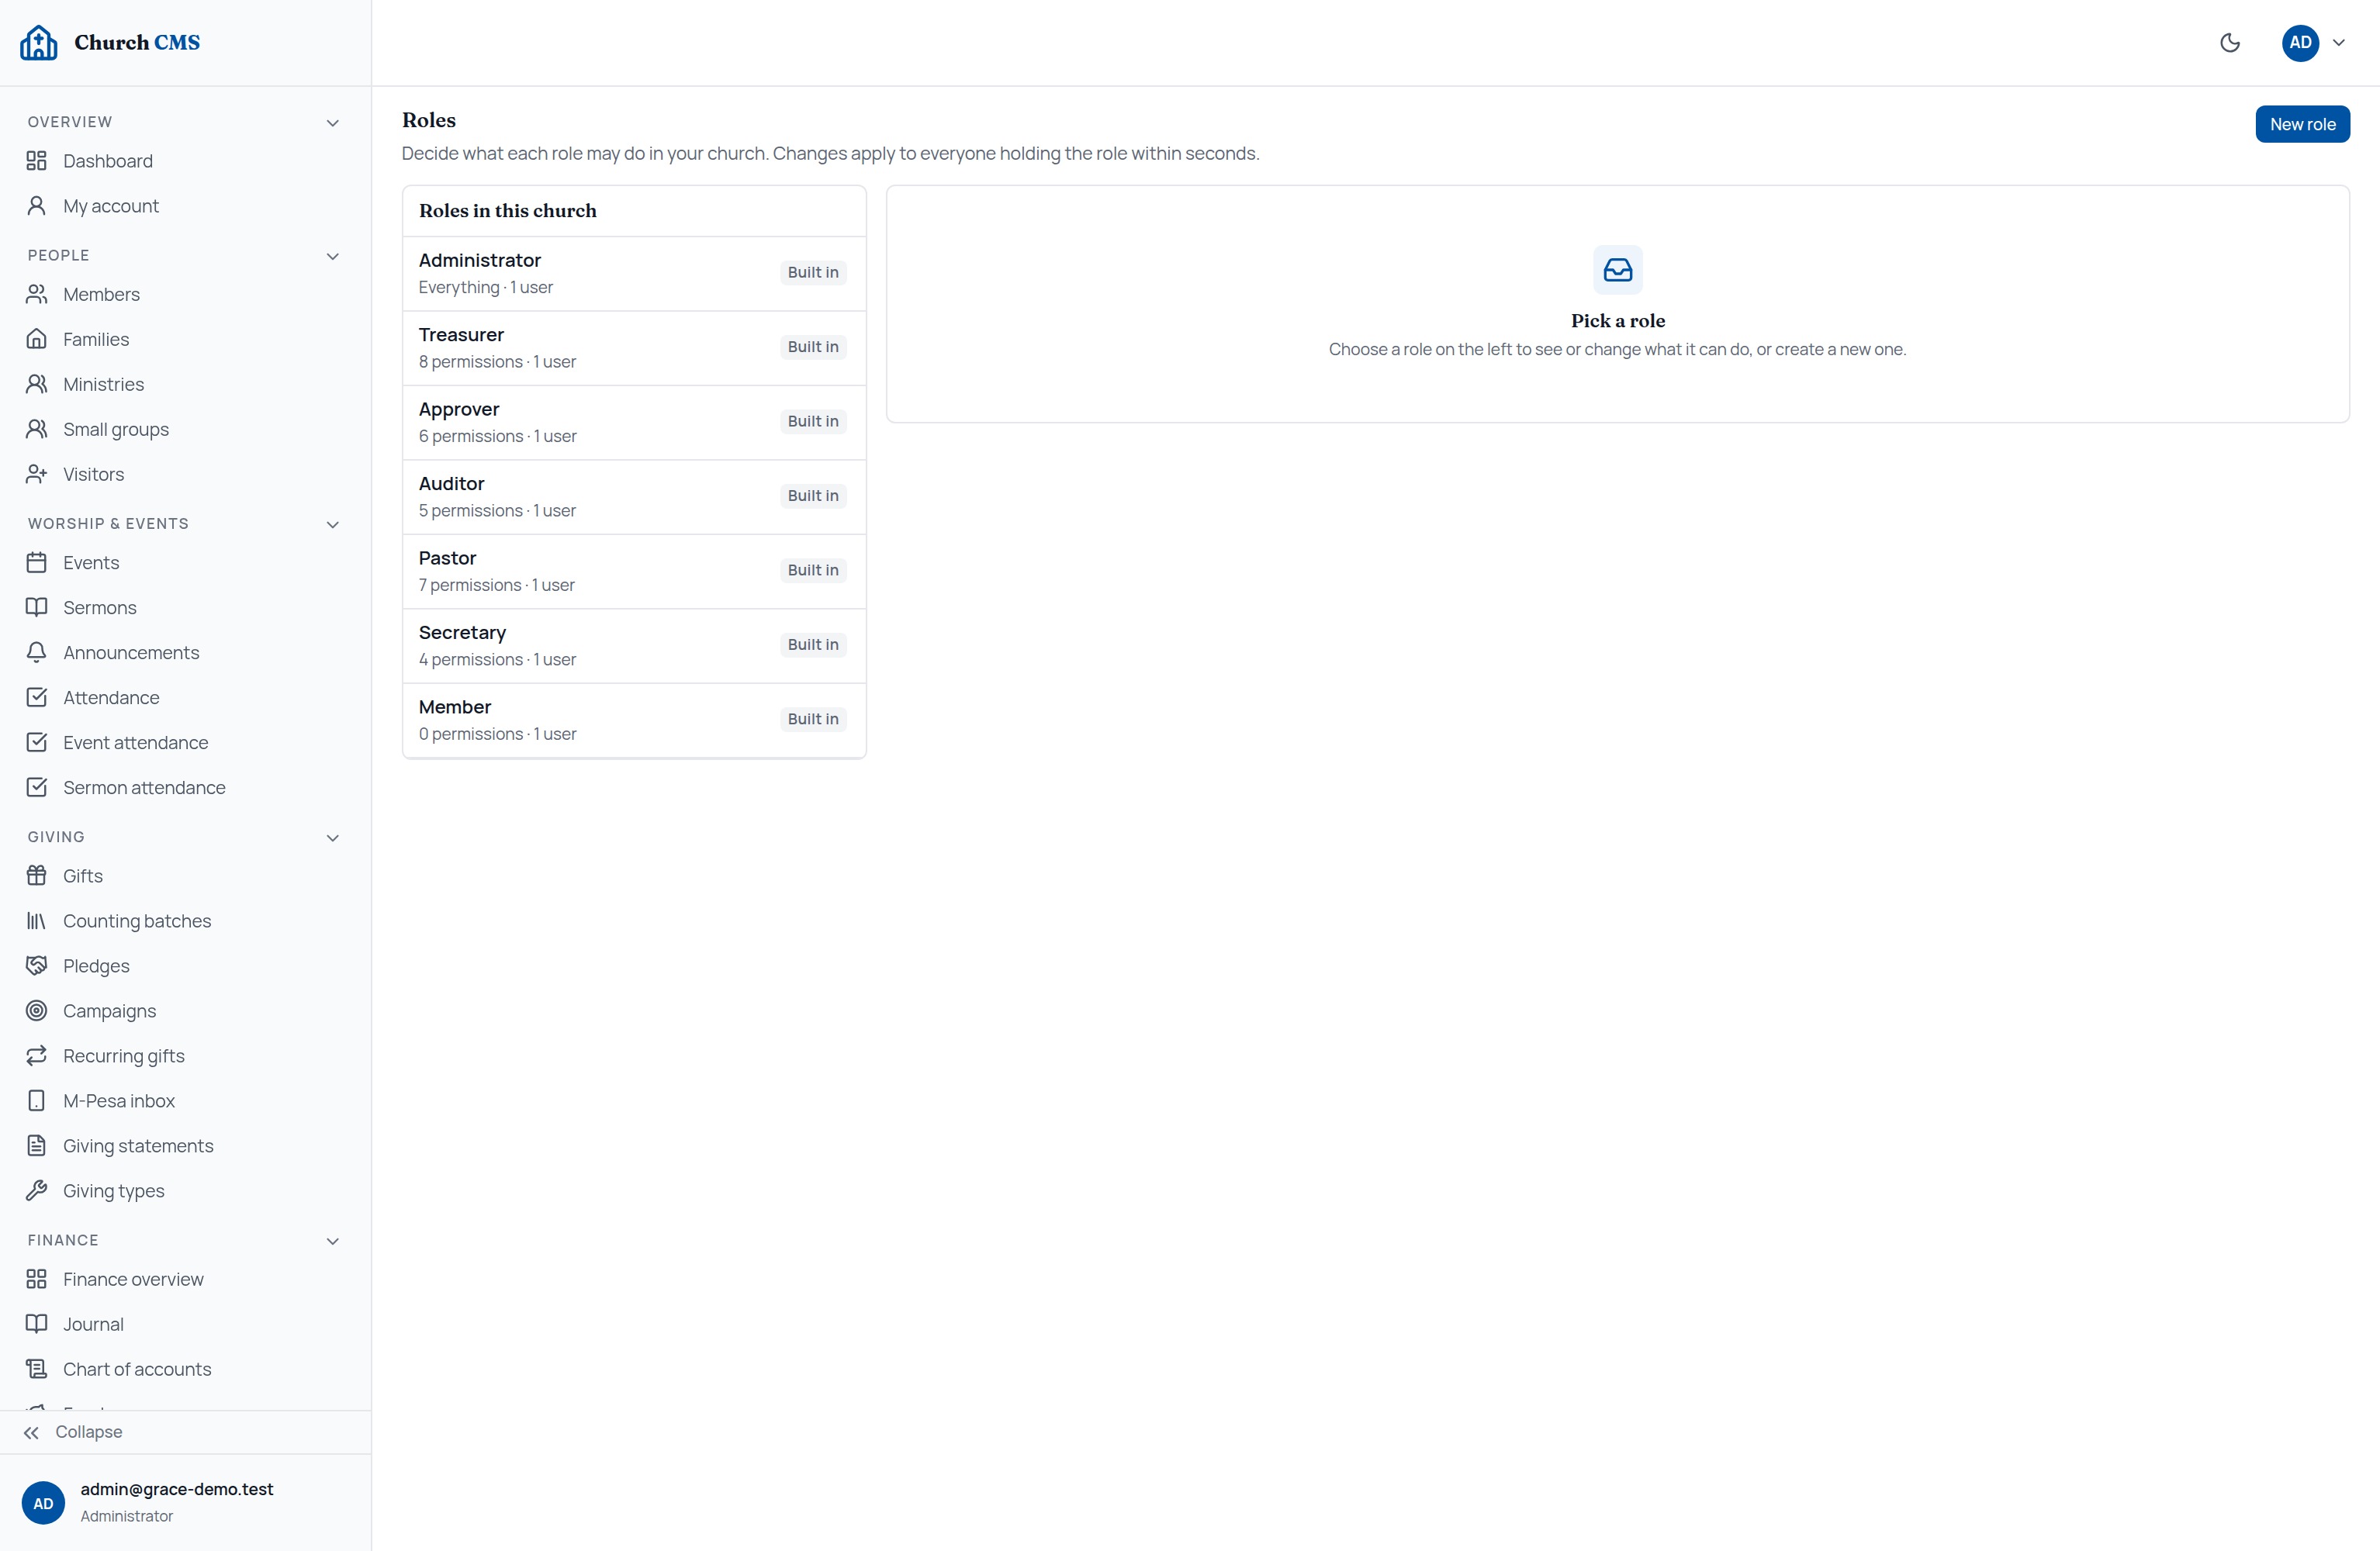 Church CMS
AD
OVERVIEW
Dashboard
My account
PEOPLE
Members
Families
Ministries
Small groups
Visitors
WORSHIP & EVENTS
Events
Sermons
Announcements
Attendance
Event attendance
Sermon attendance
GIVING
Gifts
Counting batches
Pledges
Campaigns
Recurring gifts
M-Pesa inbox
Giving statements
Giving types
FINANCE
Finance overview
Journal
Chart of accounts
Collapse
AD
admin@grace-demo.test
Administrator
Roles
New role
Decide what each role may do in your church. Changes apply to everyone holding the role within seconds.
Roles in this church
Administrator
Everything · 1 user
Built in
Treasurer
8 permissions · 1 user
Built in
Approver
6 permissions · 1 user
Built in
Auditor
5 permissions · 1 user
Built in
Pastor
7 permissions · 1 user
Built in
Secretary
4 permissions · 1 user
Built in
Member
0 permissions · 1 user
Built in
Pick a role
Choose a role on the left to see or change what it can do, or create a new one.